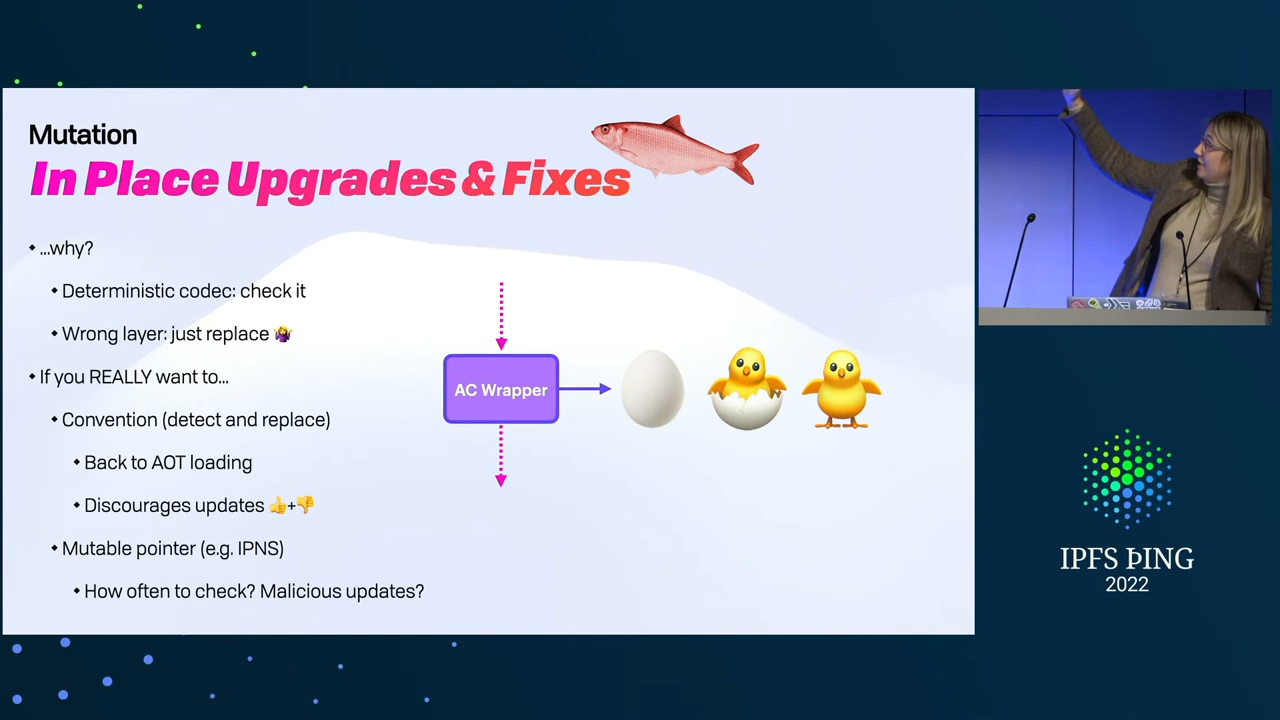 Mutation
In Place Upgrades & Fixes
...why?
Deterministic codec: check it
Wrong layer: just replace 🤷‍♀️
If you REALLY want to...
Convention (detect and replace)
Back to AOT loading
Discourages updates 👍+👎
Mutable pointer (e.g. IPNS)
How often to check? Malicious updates?
AC Wrapper
IPFS ÞING
2022